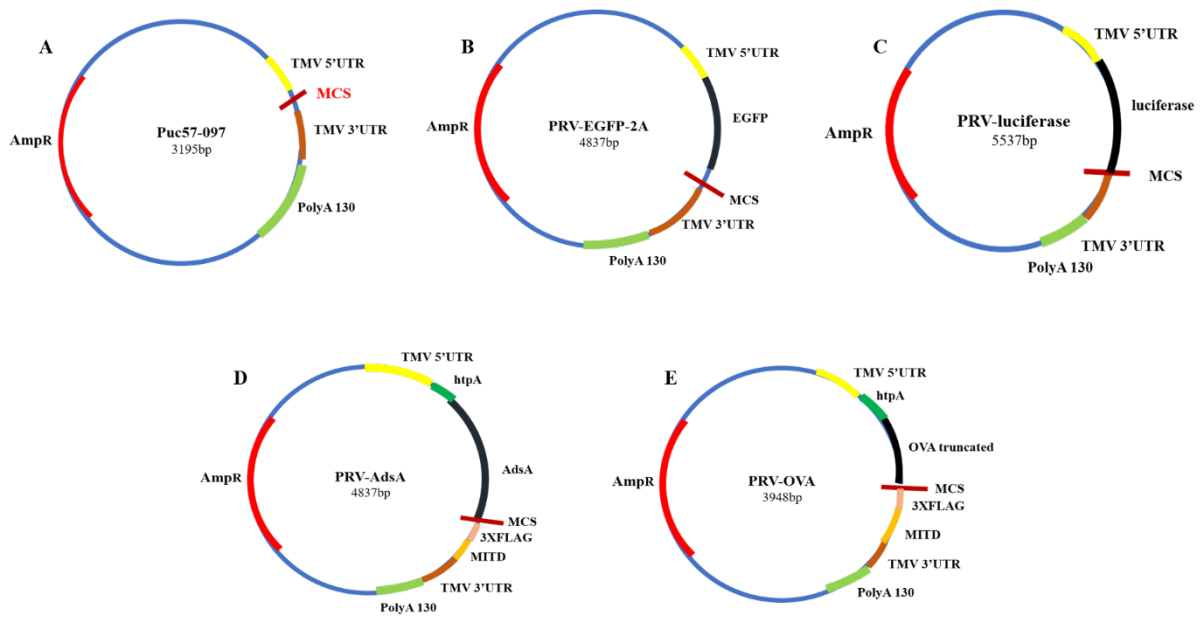 A
TMV 5’UTR
MCS
TMV 3’UTR
PolyA 130
AmpR
Puc57-097
3195bp
B
TMV 5’UTR
EGFP
MCS
TMV 3’UTR
PolyA 130
AmpR
PRV-EGFP-2A
4837bp
C
TMV 5’UTR
luciferase
MCS
TMV 3’UTR
PolyA 130
AmpR
PRV-luciferase
5537bp
D
TMV 5’UTR
htpA
AdsA
MCS
3XFLAG
MITD
TMV 3’UTR
PolyA 130
AmpR
PRV-AdsA
4837bp
E
TMV 5’UTR
htpA
OVA truncated
MCS
3XFLAG
MITD
TMV 3’UTR
PolyA 130
AmpR
PRV-OVA
3948bp